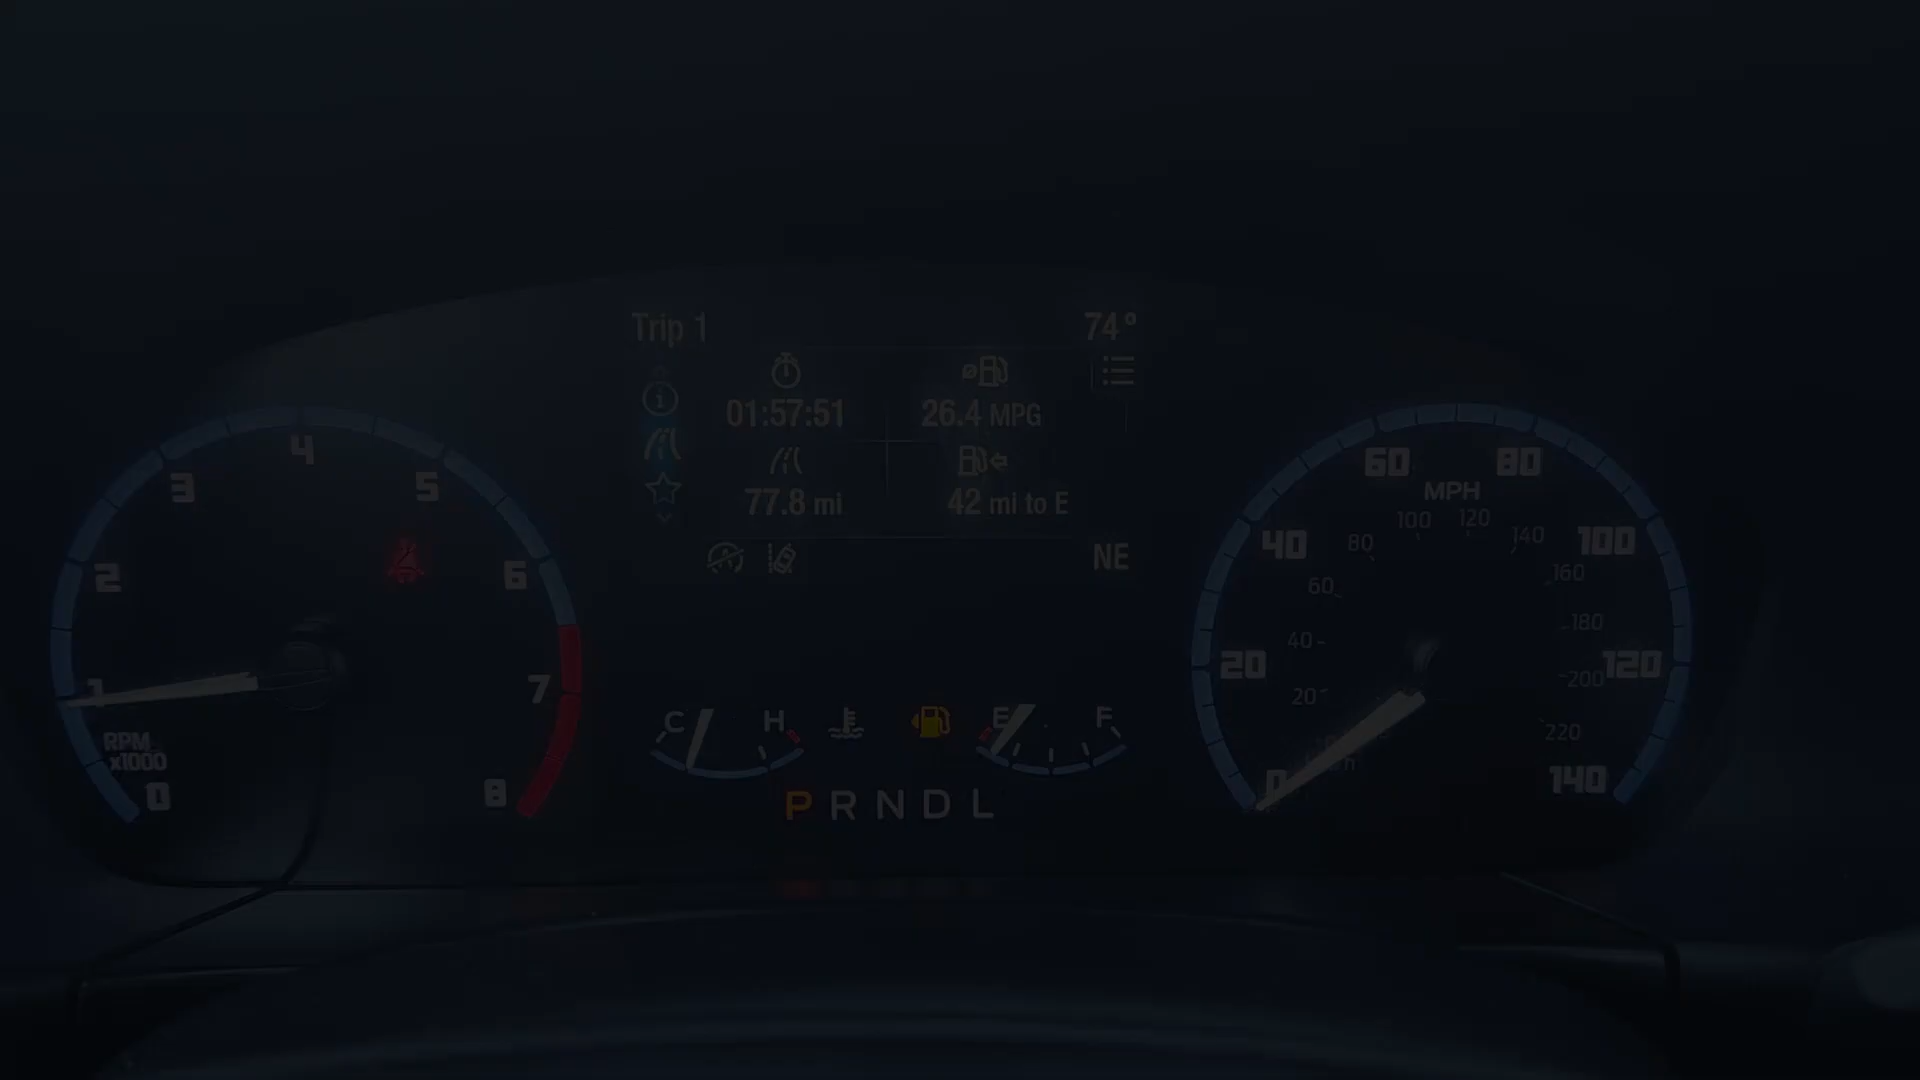 Trip 1 74°
01:57:51 26.4 MPG
77.8 mi 42 mi to E
NE
0 1 2 3 4 5 6 7 8
RPM
x1000
C H E F
P R N D L
0 20 40 60 80 100 120 140
MPH
20 40 60 80 100 120 140 160 180 200 220